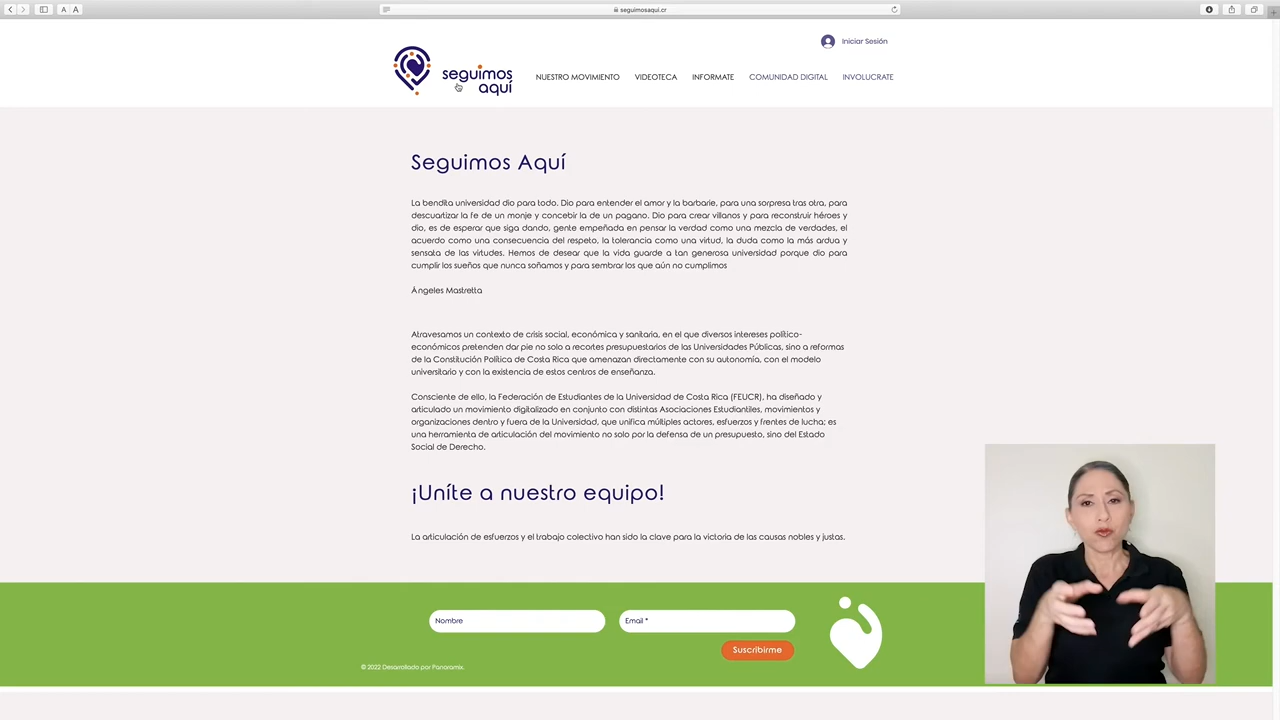 A A
seguimosaqui.cr
Iniciar Sesión
seguimos
aquí
NUESTRO MOVIMIENTO VIDEOTECA INFORMATE COMUNIDAD DIGITAL INVOLUCRATE
Seguimos Aquí
La bendita universidad dio para todo. Dio para entender el amor y la barbarie, para una sorpresa tras otra, para
descuartizar la fe de un monje y concebir la de un pagano. Dio para crear villanos y para reconstruir héroes y
dio, es de esperar que siga dando, gente empeñada en pensar la verdad como una mezcla de verdades, el
acuerdo como una consecuencia del respeto, la tolerancia como una virtud, la duda como la más ardua y
sensata de las virtudes. Hemos de desear que la vida guarde a tan generosa universidad porque dio para
cumplir los sueños que nunca soñamos y para sembrar los que aún no cumplimos
Ángeles Mastretta
Atravesamos un contexto de crisis social, económica y sanitaria, en el que diversos intereses político-
económicos pretenden dar pie no solo a recortes presupuestarios de las Universidades Públicas, sino a reformas
de la Constitución Política de Costa Rica que amenazan directamente con su autonomía, con el modelo
universitario y con la existencia de estos centros de enseñanza.
Consciente de ello, la Federación de Estudiantes de la Universidad de Costa Rica (FEUCR), ha diseñado y
articulado un movimiento digitalizado en conjunto con distintas Asociaciones Estudiantiles, movimientos y
organizaciones dentro y fuera de la Universidad, que unifica múltiples actores, esfuerzos y frentes de lucha; es
una herramienta de articulación del movimiento no solo por la defensa de un presupuesto, sino del Estado
Social de Derecho.
¡Uníte a nuestro equipo!
La articulación de esfuerzos y el trabajo colectivo han sido la clave para la victoria de las causas nobles y justas.
Nombre Email *
Suscribirme
© 2022 Desarrollado por Panoramix.